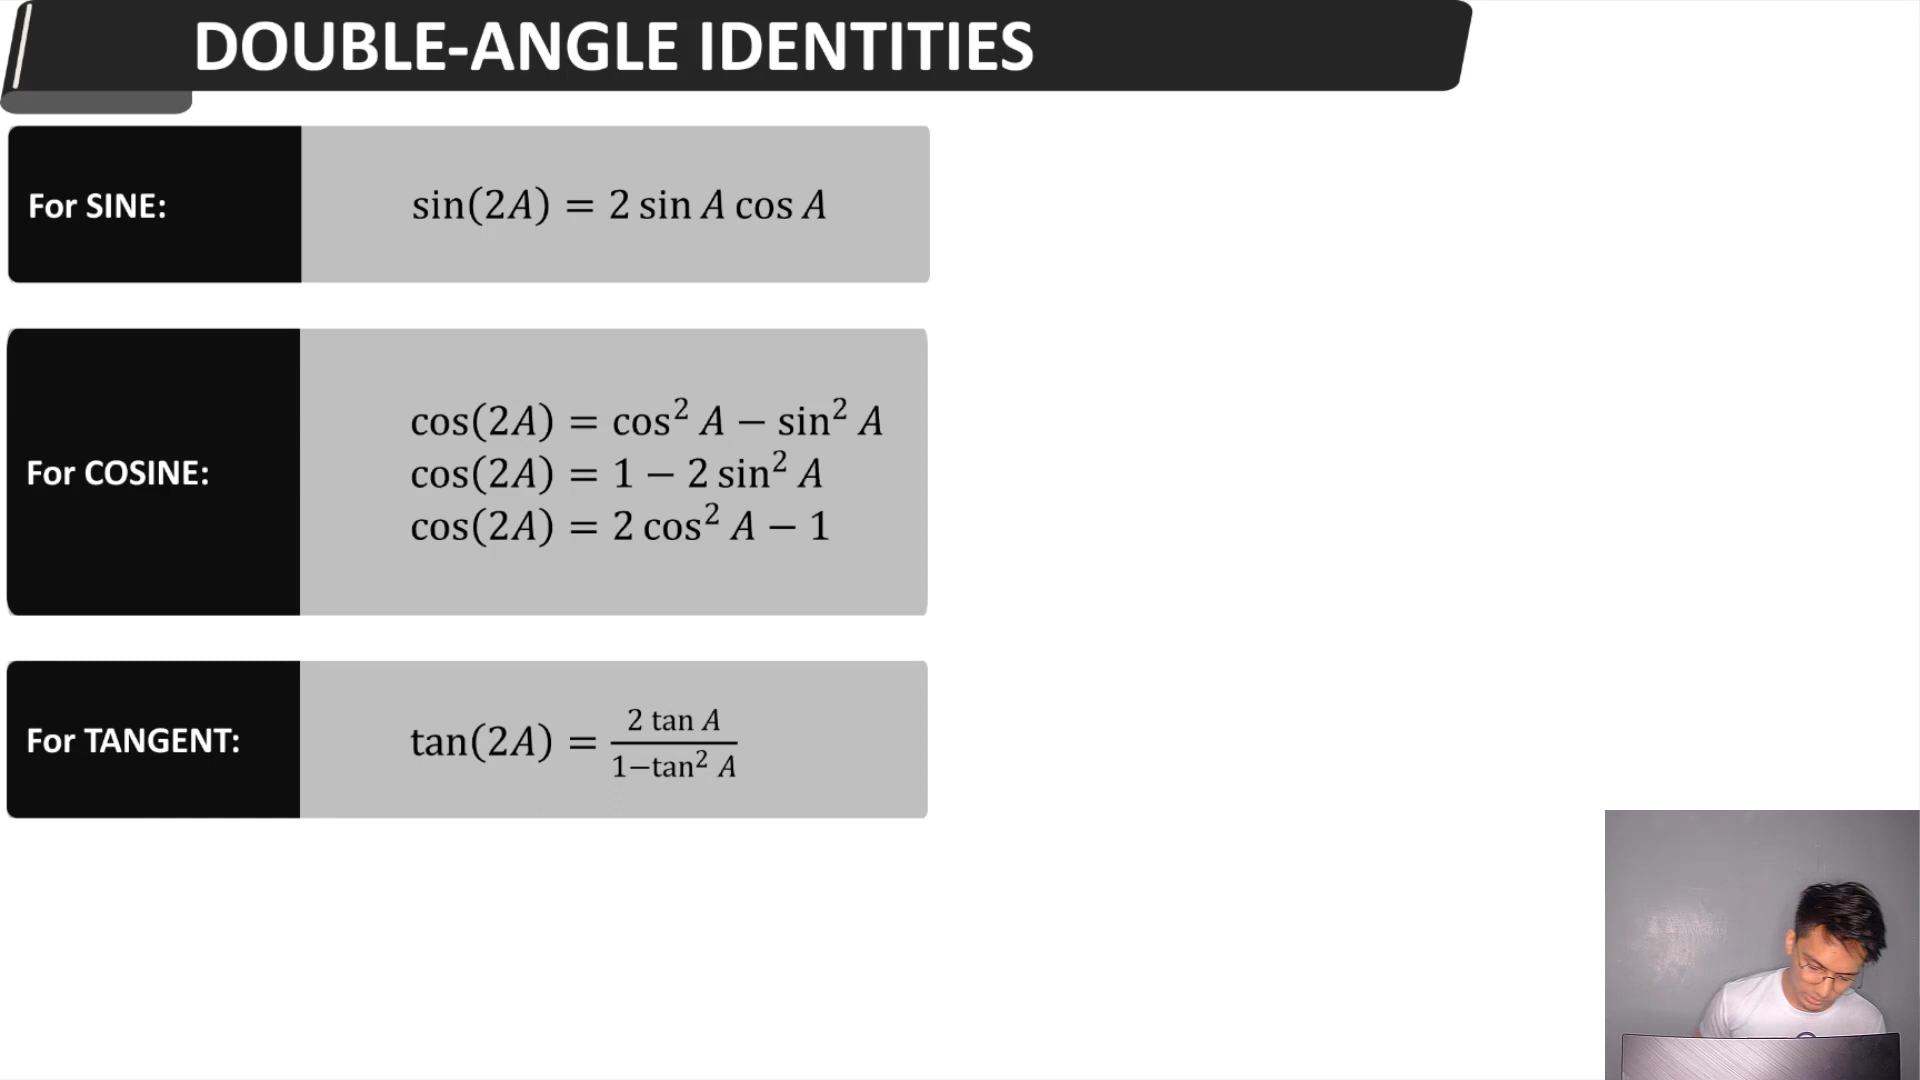 DOUBLE-ANGLE IDENTITIES
For SINE:
sin(2A) = 2 sin A cos A
For COSINE:
cos(2A) = cos² A − sin² A
cos(2A) = 1 − 2 sin² A
cos(2A) = 2 cos² A − 1
For TANGENT:
tan(2A) = 2 tan A / 1−tan² A